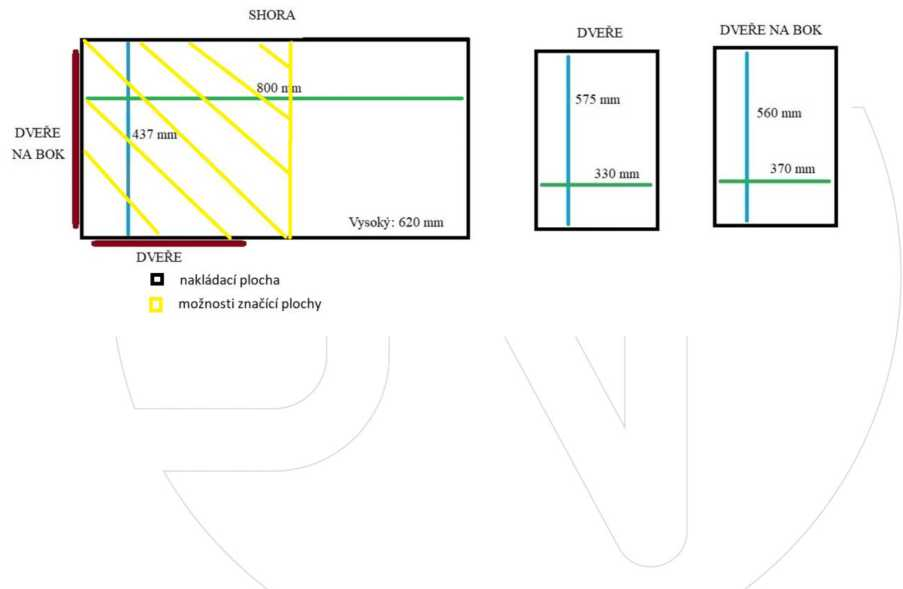 SHORA
DVEŘE
DVEŘE NA BOK
800 mm
437 mm
DVEŘE
NA BOK
Vysoký: 620 mm
DVEŘE
575 mm
330 mm
560 mm
370 mm
nakládací plocha
možnosti značící plochy